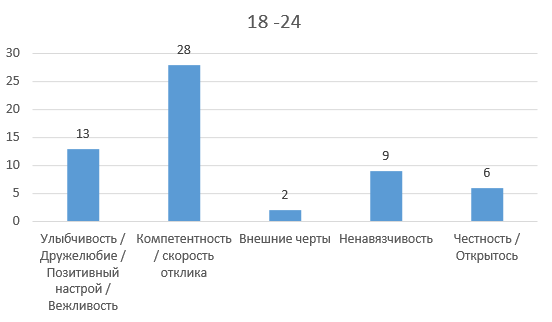 18 -24
30
25
20
15
10
5
0
13
28
2
9
6
Улыбчивость /
Дружелюбие /
Позитивный
настрой /
Вежливость
Компетентность
/ скорость
отклика
Внешние черты
Ненавязчивость
Честность /
Открытось